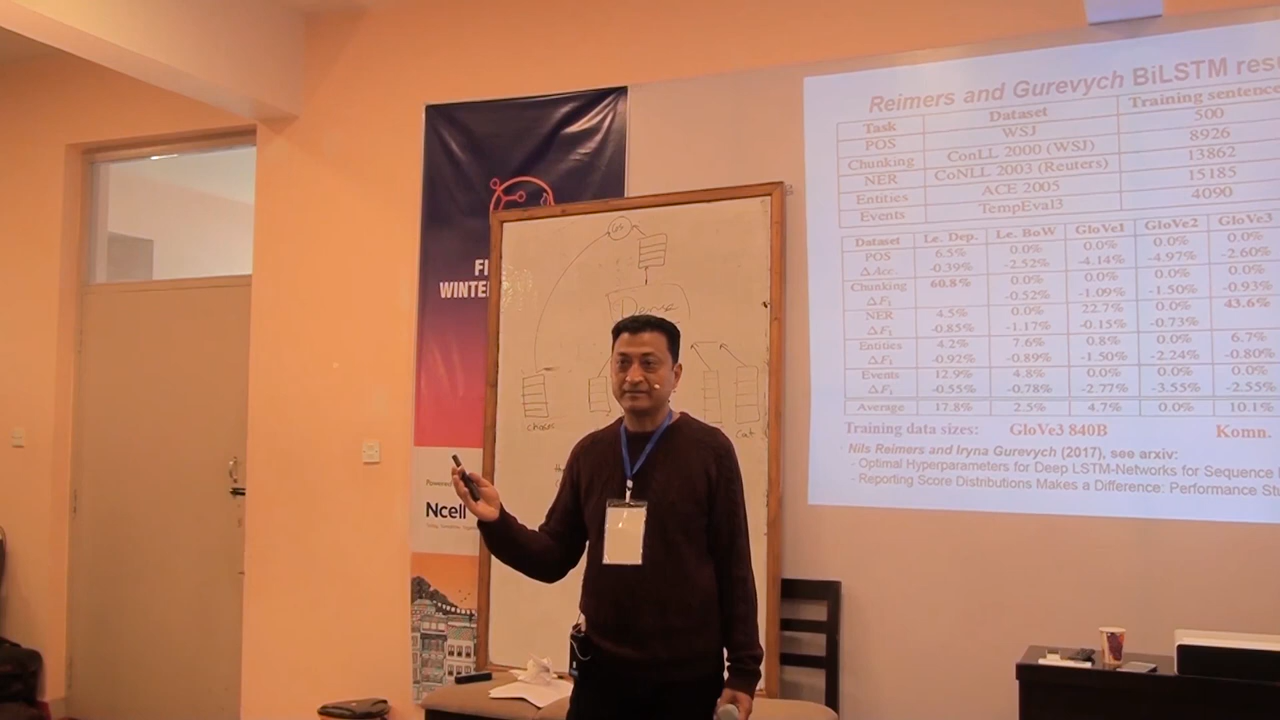 FI
WINTE
Powered
Ncell
Dense
chases
Cat
Reimers and Gurevych BiLSTM resu
Task Dataset Training sentence
POS WSJ 500
Chunking ConLL 2000 (WSJ) 8926
NER CoNLL 2003 (Reuters) 13862
Entities ACE 2005 15185
Events TempEval3 4090
Dataset Le. Dep. Le. BoW GloVe1 GloVe2 GloVe3
POS 6.5% 0.0% 0.0% 0.0% 0.0%
ΔAcc. -0.39% -2.52% -4.14% -4.97% -2.60%
Chunking 60.8% 0.0% 0.0% 0.0% 0.0%
ΔF1 -0.52% -1.09% -1.50% -0.93%
NER 4.5% 0.0% 22.7% 0.0% 43.6%
ΔF1 -0.85% -1.17% -0.15% -0.73%
Entities 4.2% 7.6% 0.8% 0.0% 6.7%
ΔF1 -0.92% -0.89% -1.50% -2.24% -0.80%
Events 12.9% 4.8% 0.0% 0.0% 0.0%
ΔF1 -0.55% -0.78% -2.77% -3.55% -2.55%
Average 17.8% 2.5% 4.7% 0.0% 10.1%
Training data sizes: GloVe3 840B Komn.
Nils Reimers and Iryna Gurevych (2017), see arxiv:
- Optimal Hyperparameters for Deep LSTM-Networks for Sequence
- Reporting Score Distributions Makes a Difference: Performance Stu